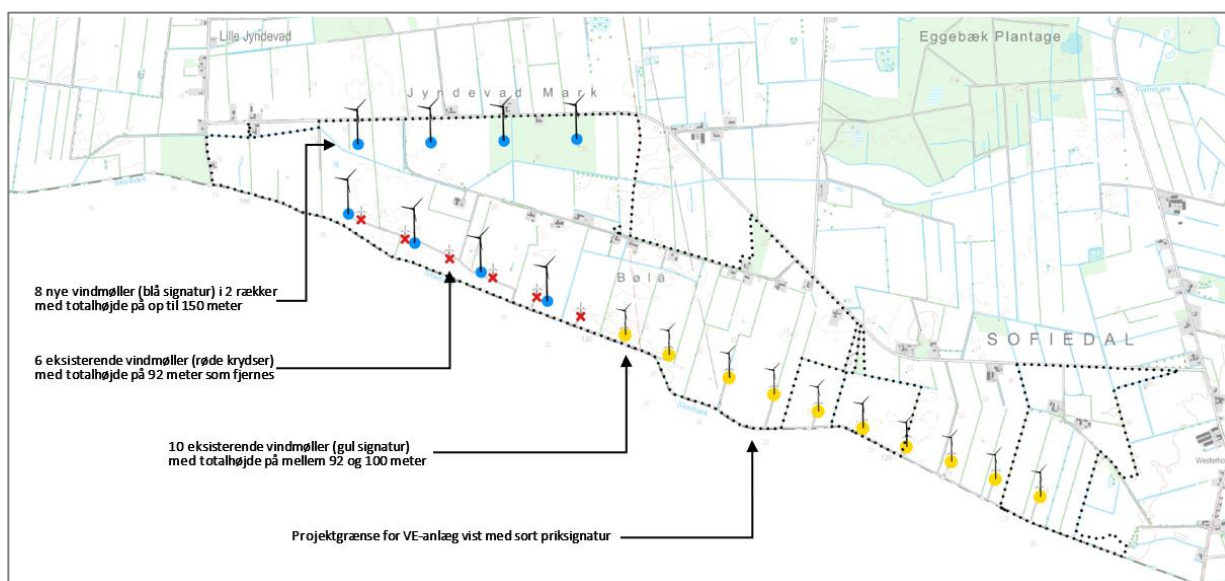 Lille Jyndevad
Eggebæk Plantage
Jyndevad Mark
8 nye vindmøller (blå signatur) i 2 rækker
med totalhøjde på op til 150 meter
Bølå
SOFIEDAL
6 eksisterende vindmøller (røde krydser)
med totalhøjde på 92 meter som fjernes
10 eksisterende vindmøller (gul signatur)
med totalhøjde på mellem 92 og 100 meter
Projektgrænse for VE-anlæg vist med sort priksignatur